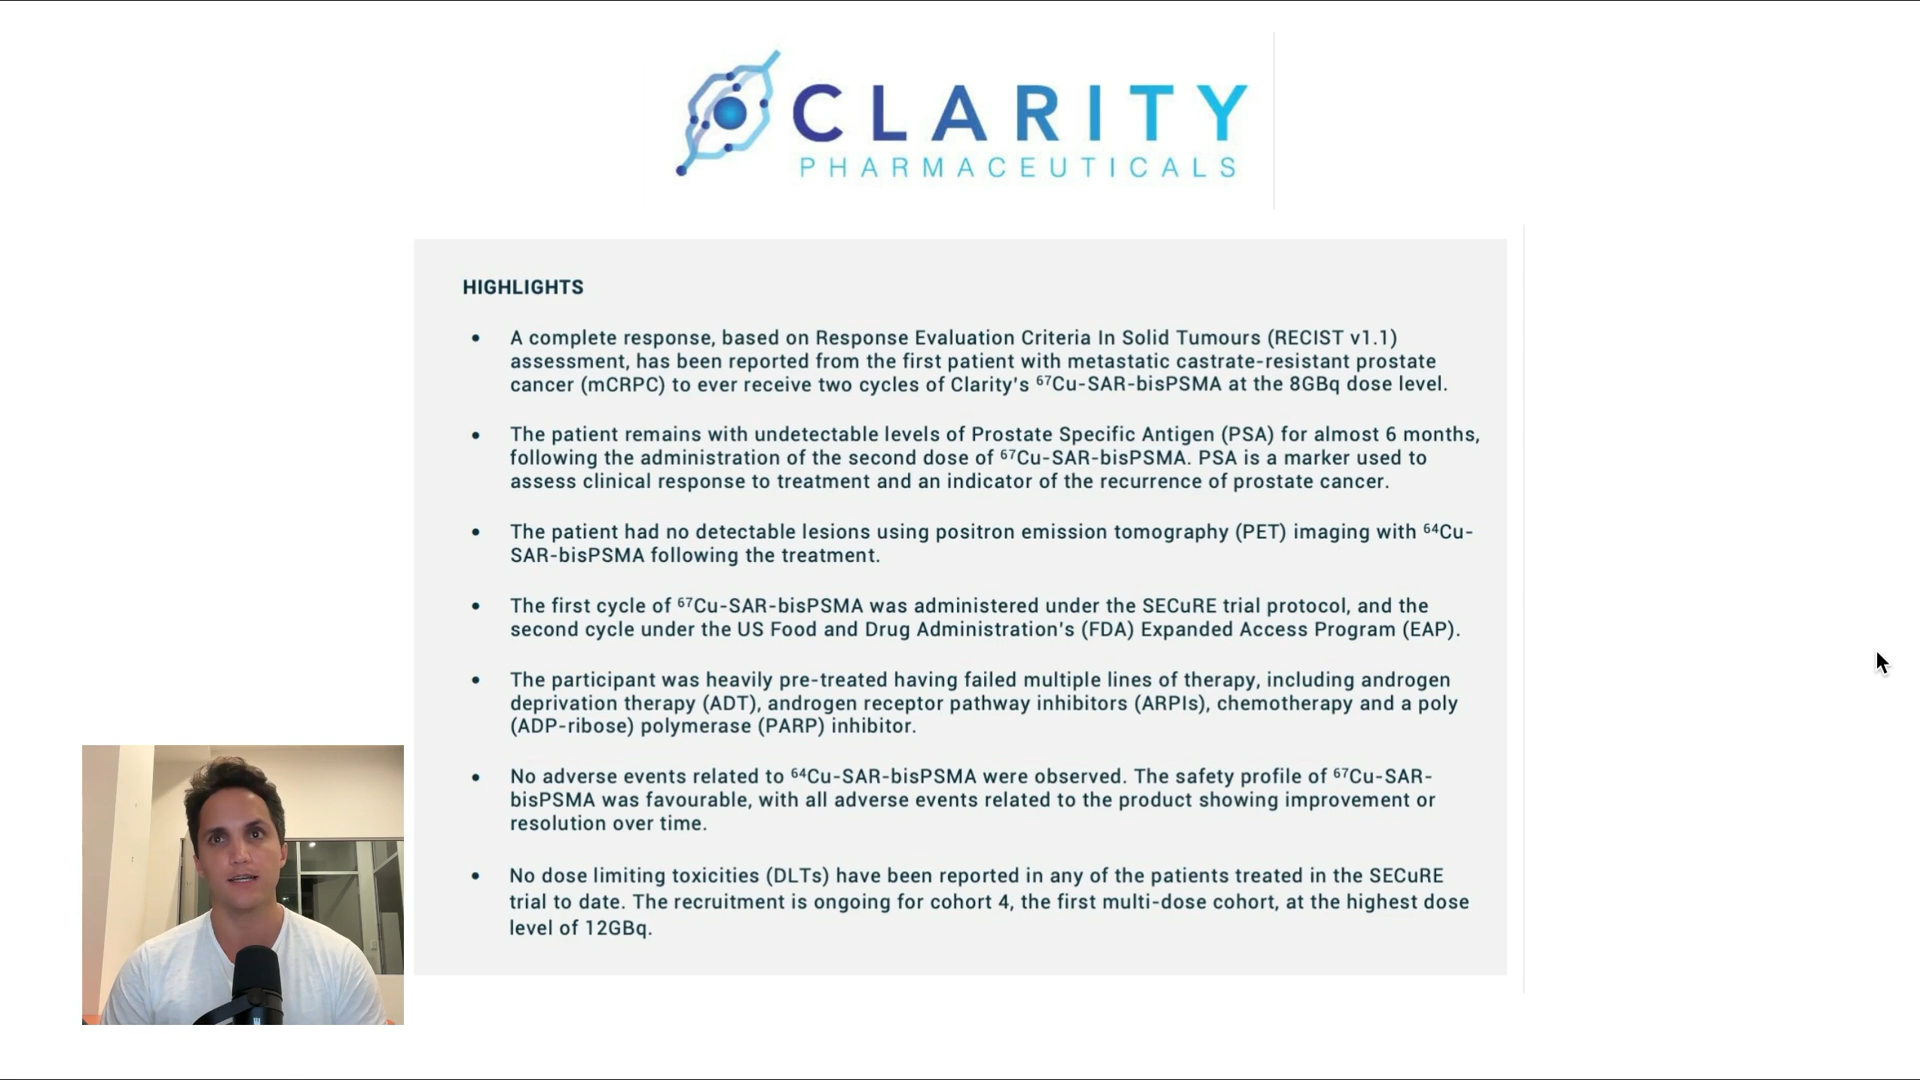 CLARITY
PHARMACEUTICALS
HIGHLIGHTS
• A complete response, based on Response Evaluation Criteria In Solid Tumours (RECIST v1.1)
assessment, has been reported from the first patient with metastatic castrate-resistant prostate
cancer (mCRPC) to ever receive two cycles of Clarity's ⁶⁷Cu-SAR-bisPSMA at the 8GBq dose level.
• The patient remains with undetectable levels of Prostate Specific Antigen (PSA) for almost 6 months,
following the administration of the second dose of ⁶⁷Cu-SAR-bisPSMA. PSA is a marker used to
assess clinical response to treatment and an indicator of the recurrence of prostate cancer.
• The patient had no detectable lesions using positron emission tomography (PET) imaging with ⁶⁴Cu-
SAR-bisPSMA following the treatment.
• The first cycle of ⁶⁷Cu-SAR-bisPSMA was administered under the SECuRE trial protocol, and the
second cycle under the US Food and Drug Administration's (FDA) Expanded Access Program (EAP).
• The participant was heavily pre-treated having failed multiple lines of therapy, including androgen
deprivation therapy (ADT), androgen receptor pathway inhibitors (ARPIs), chemotherapy and a poly
(ADP-ribose) polymerase (PARP) inhibitor.
• No adverse events related to ⁶⁴Cu-SAR-bisPSMA were observed. The safety profile of ⁶⁷Cu-SAR-
bisPSMA was favourable, with all adverse events related to the product showing improvement or
resolution over time.
• No dose limiting toxicities (DLTs) have been reported in any of the patients treated in the SECuRE
trial to date. The recruitment is ongoing for cohort 4, the first multi-dose cohort, at the highest dose
level of 12GBq.